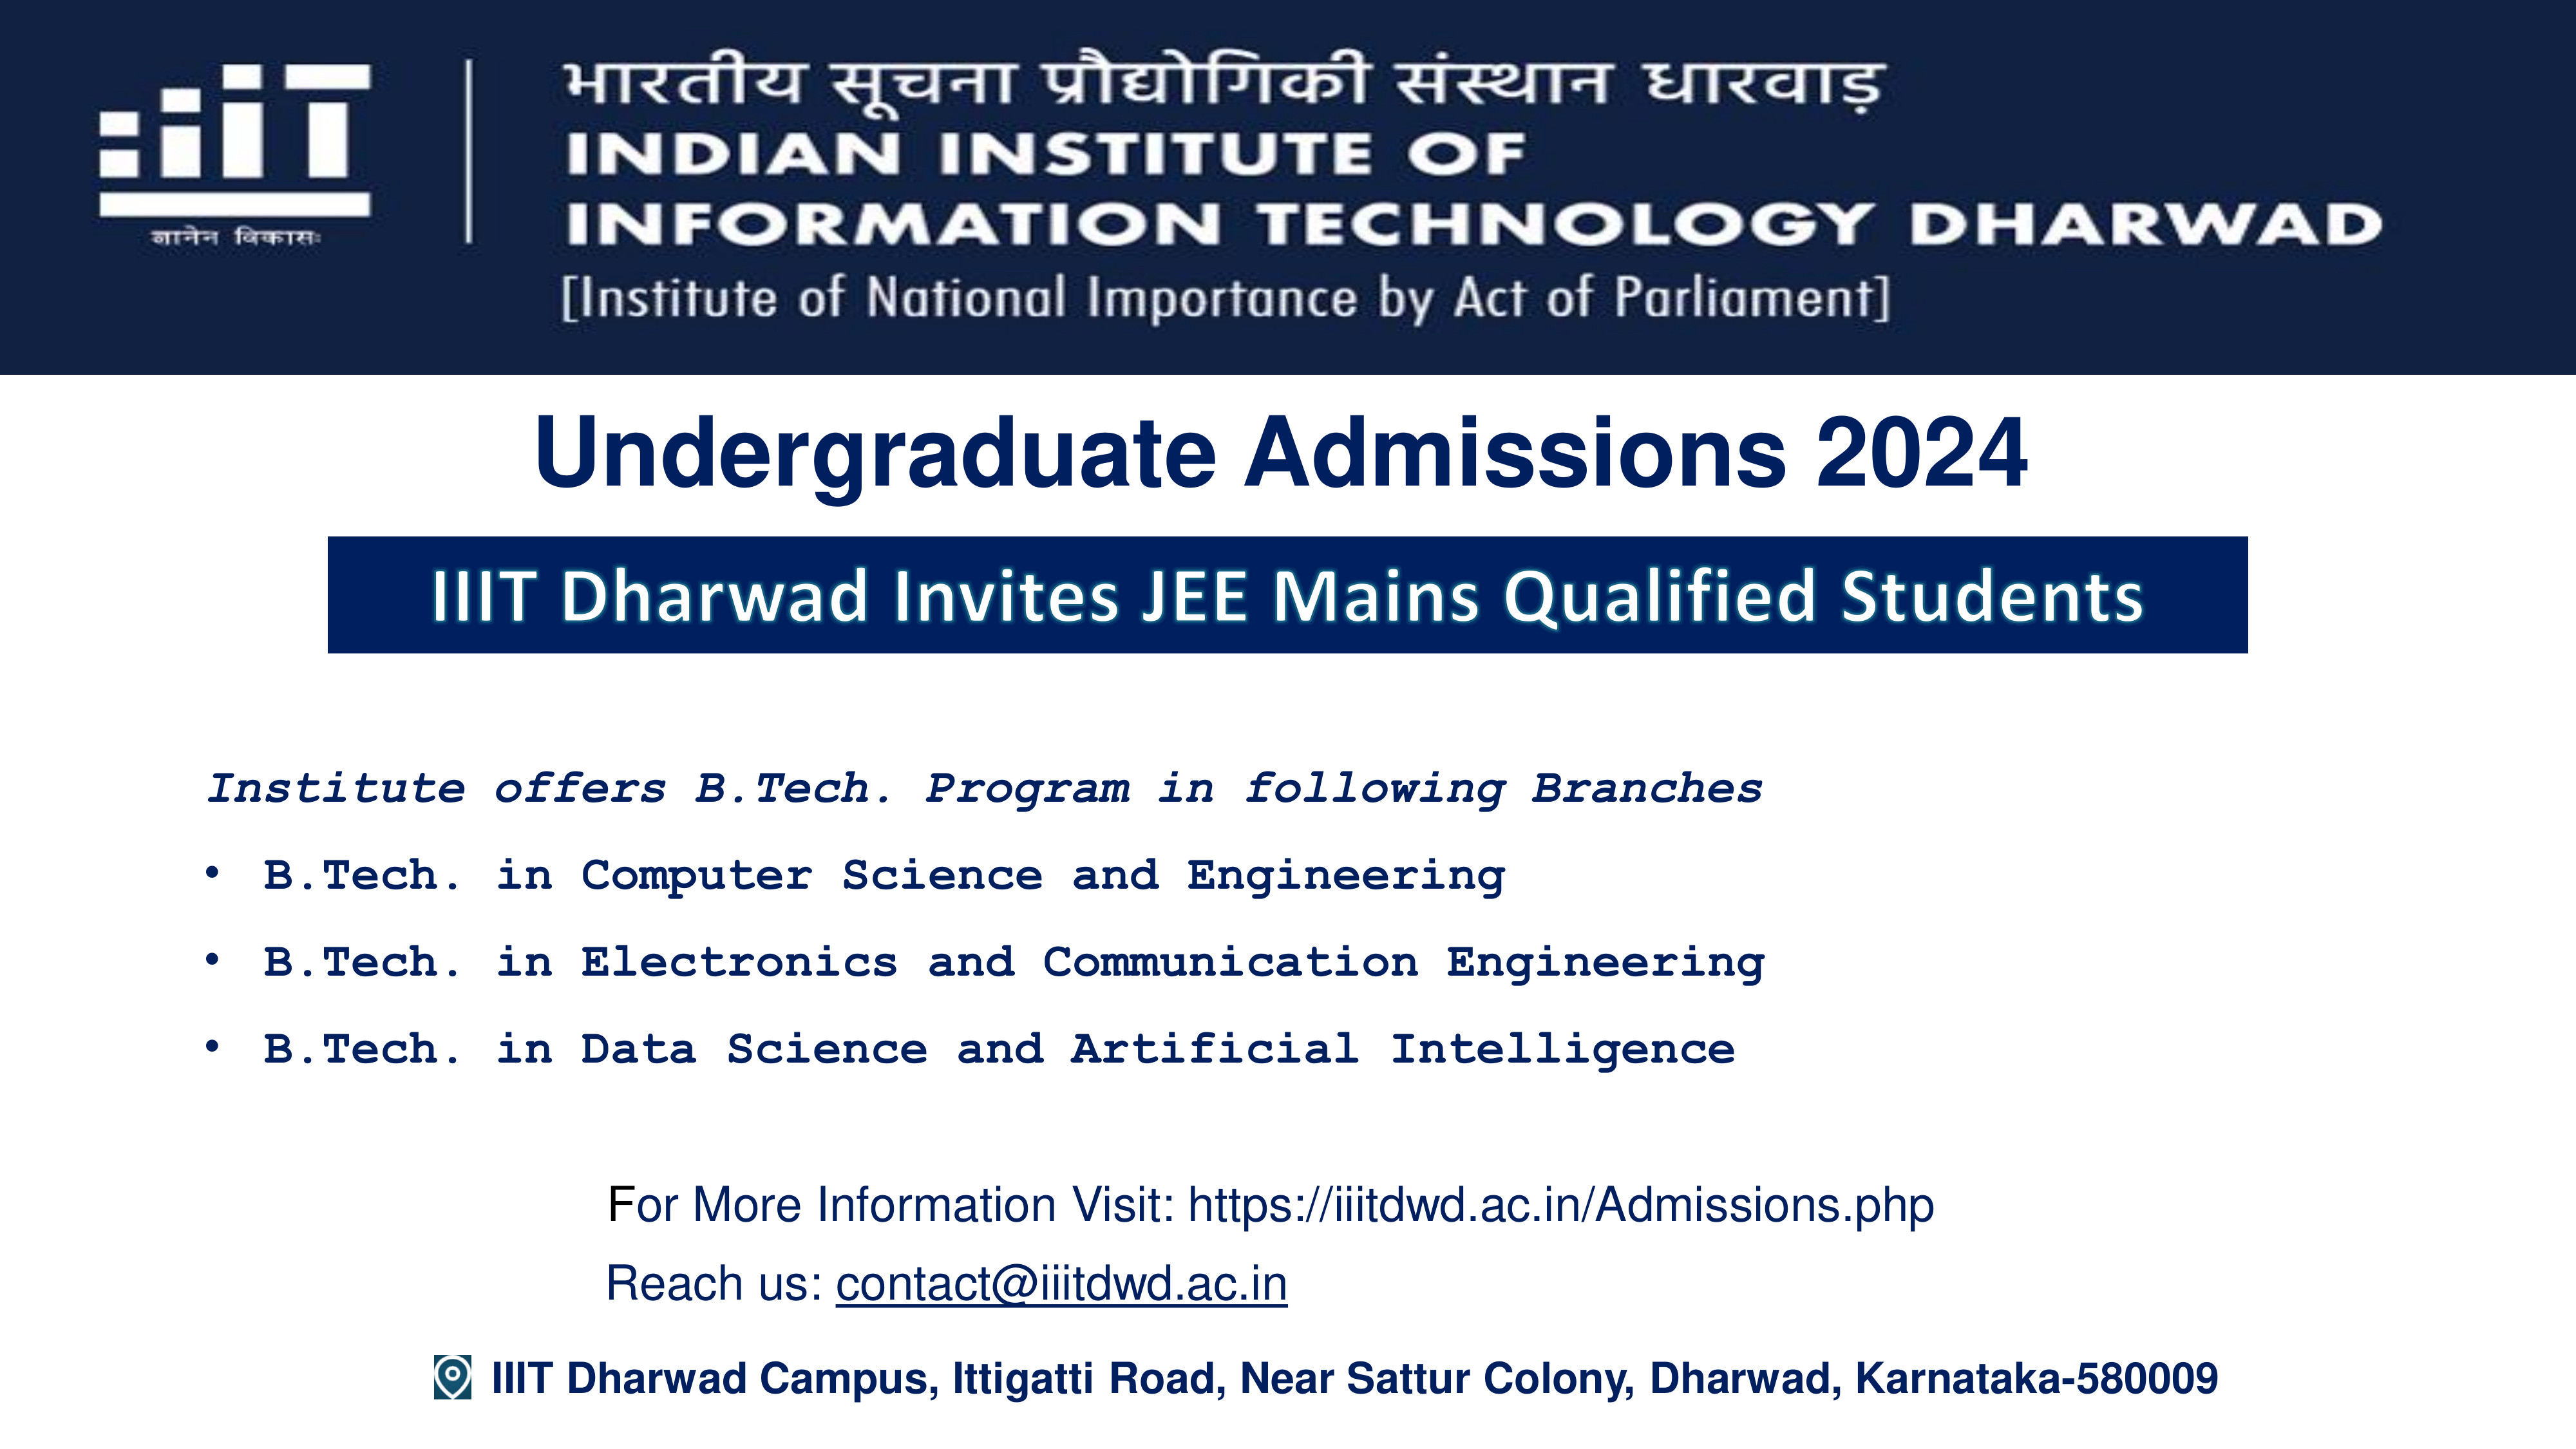 भारतीय सूचना प्रौद्योगिकी संस्थान धारवाड़
INDIAN INSTITUTE OF
INFORMATION TECHNOLOGY DHARWAD
[Institute of National Importance by Act of Parliament]
iiiT
ज्ञानेन विकासः
Undergraduate Admissions 2024
IIIT Dharwad Invites JEE Mains Qualified Students
Institute offers B.Tech. Program in following Branches
• B.Tech. in Computer Science and Engineering
• B.Tech. in Electronics and Communication Engineering
• B.Tech. in Data Science and Artificial Intelligence
For More Information Visit: https://iiitdwd.ac.in/Admissions.php
Reach us: contact@iiitdwd.ac.in
IIIT Dharwad Campus, Ittigatti Road, Near Sattur Colony, Dharwad, Karnataka-580009